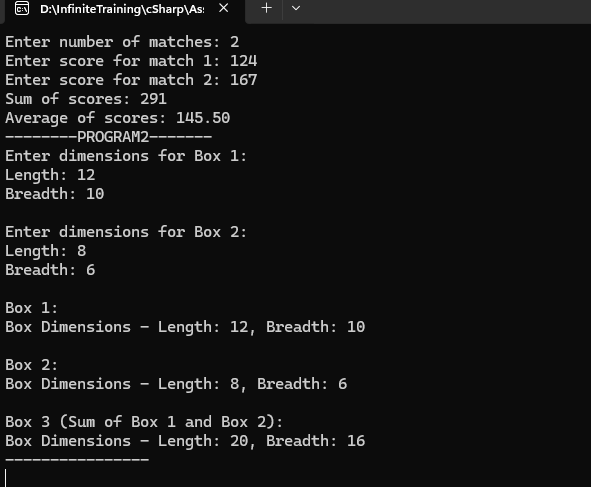 D:\InfiniteTraining\cSharp\As
Enter number of matches: 2
Enter score for match 1: 124
Enter score for match 2: 167
Sum of scores: 291
Average of scores: 145.50
--------PROGRAM2-------
Enter dimensions for Box 1:
Length: 12
Breadth: 10
Enter dimensions for Box 2:
Length: 8
Breadth: 6
Box 1:
Box Dimensions - Length: 12, Breadth: 10
Box 2:
Box Dimensions - Length: 8, Breadth: 6
Box 3 (Sum of Box 1 and Box 2):
Box Dimensions - Length: 20, Breadth: 16
----------------